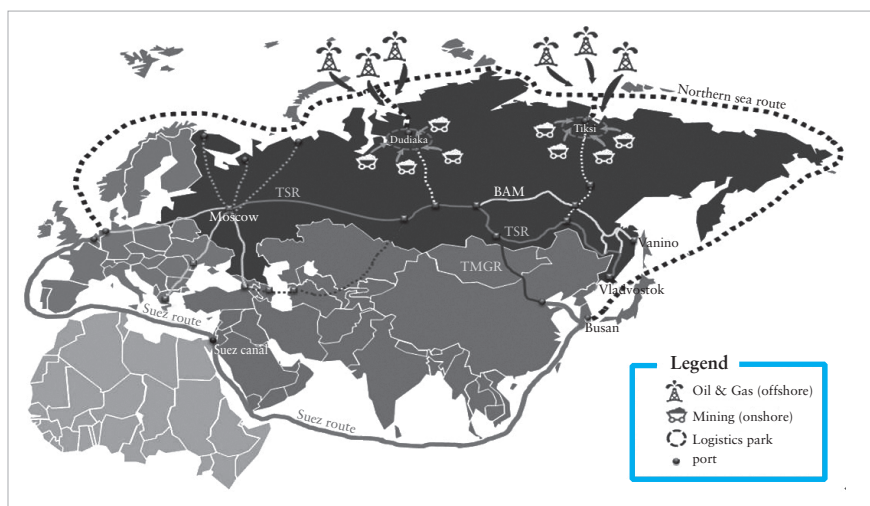 Northern sea route
Dudiaka
Tiksi
TSR
BAM
Moscow
TSR
Vanino
TMGR
Vladvostok
Suez route
Busan
Suez canal
Suez route
Legend
Oil & Gas (offshore)
Mining (onshore)
Logistics park
port